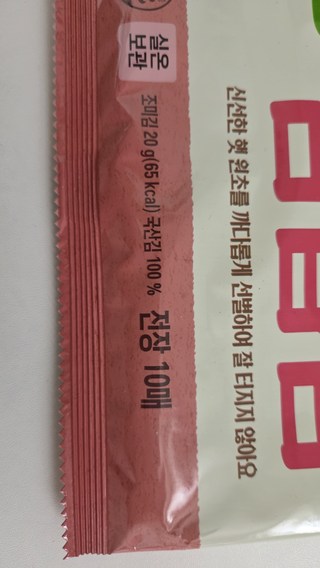 신선한 햇 원초를 까다롭게 선별하여 잘 터지지 않아요
실온
보관
조미김 20 g(65 kcal) 국산김 100 %
전장 10매